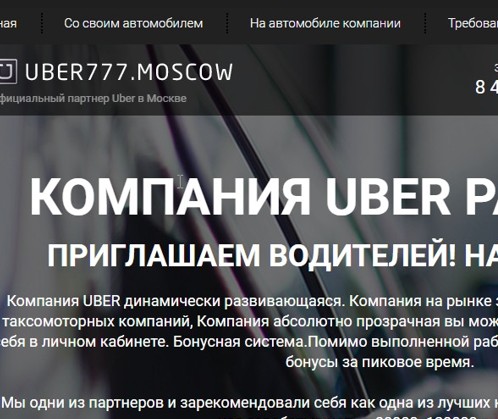 ная Со своим автомобилем На автомобиле компании Требова
UBER777.MOSCOW
фициальный партнер Uber в Москве
8 4
КОМПАНИЯ UBER РА
ПРИГЛАШАЕМ ВОДИТЕЛЕЙ! НА
Компания UBER динамически развивающаяся. Компания на рынке
таксомоторных компаний, Компания абсолютно прозрачная вы мож
себя в личном кабинете. Бонусная система.Помимо выполненной раб
бонусы за пиковое время.
Мы одни из партнеров и зарекомендовали себя как одна из лучших